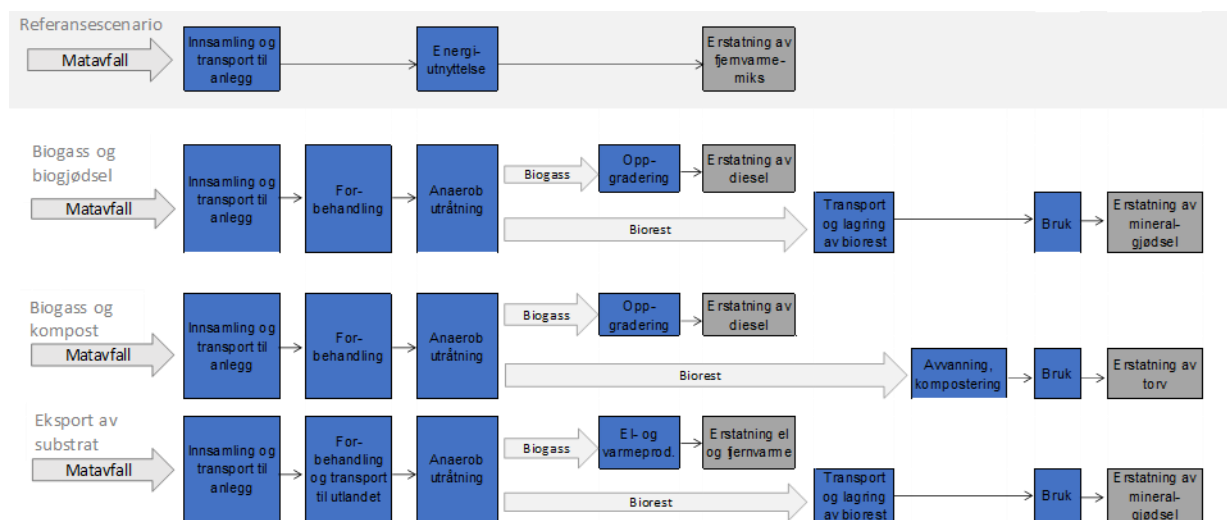 Referansescenario
Matavfall
Innsamling og
transport til
anlegg
Energi-
utnyttelse
Erstatning av
fjernvarme-
miks
Biogass og
biogjødsel
Matavfall
Innsamling og
transport til
anlegg
For-
behandling
Anaerob
utråtning
Biogass
Opp-
gradering
Erstatning av
diesel
Biorest
Transport
og lagring
av biorest
Bruk
Erstatning av
mineral-
gjødsel
Biogass og
kompost
Matavfall
Innsamling og
transport til
anlegg
For-
behandling
Anaerob
utråtning
Biogass
Opp-
gradering
Erstatning av
diesel
Biorest
Avvanning,
kompostering
Bruk
Erstatning av
torv
Eksport av
substrat
Matavfall
Innsamling og
transport til
anlegg
For-
behandling
og transport
til utlandet
Anaerob
utråtning
Biogass
El- og
varmeprod.
Erstatning el
og fjernvarme
Biorest
Transport
og lagring
av biorest
Bruk
Erstatning av
mineral-
gjødsel